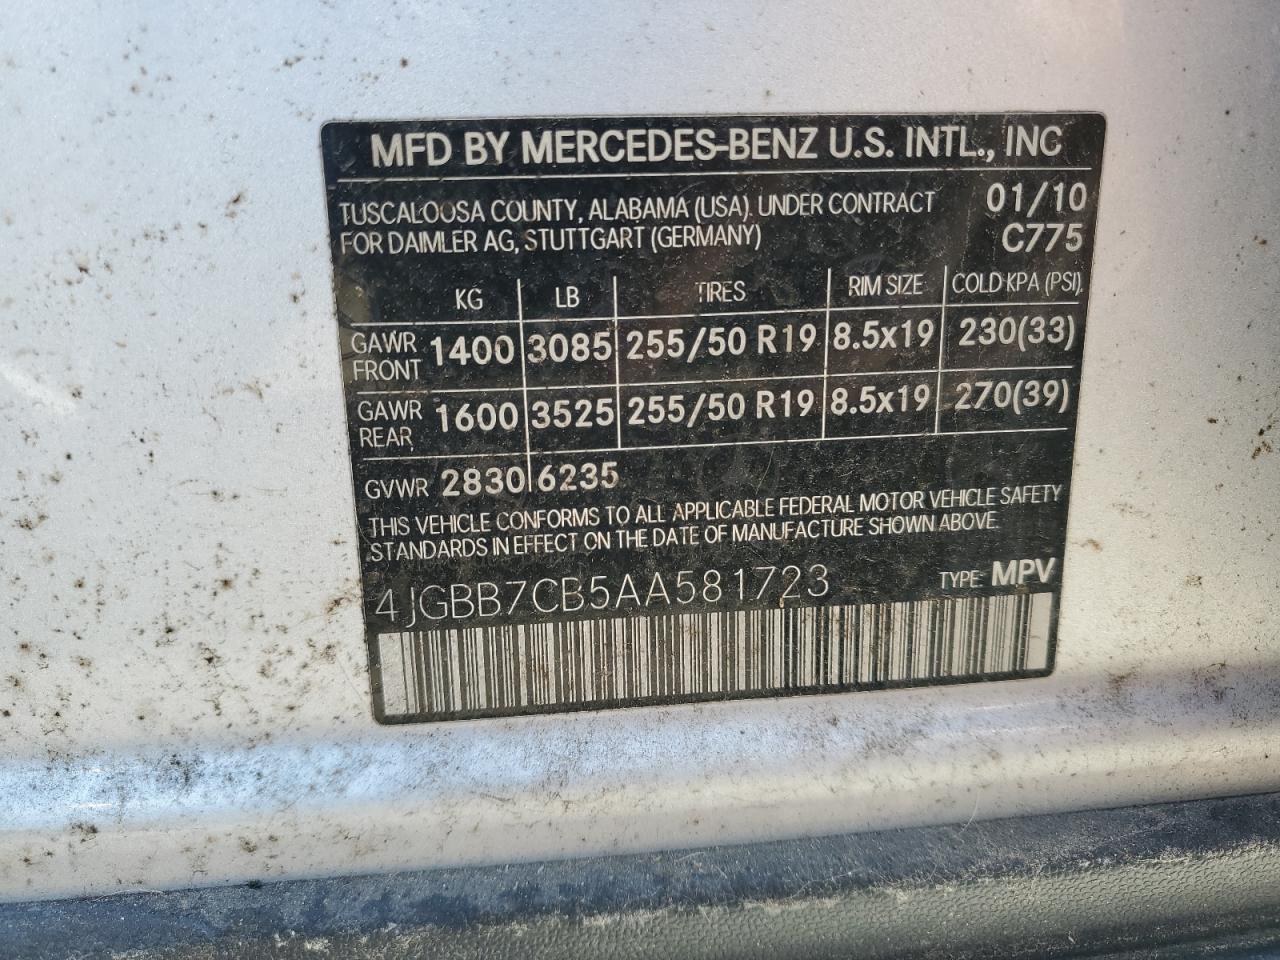 MFD BY MERCEDES-BENZ U.S. INTL., INC
TUSCALOOSA COUNTY, ALABAMA (USA). UNDER CONTRACT 01/10
FOR DAIMLER AG, STUTTGART (GERMANY) C775
KG LB TIRES RIM SIZE COLD KPA (PSI).
GAWR FRONT 1400 3085 255/50 R19 8.5x19 230(33)
GAWR REAR 1600 3525 255/50 R19 8.5x19 270(39)
GVWR 2830 6235
THIS VEHICLE CONFORMS TO ALL APPLICABLE FEDERAL MOTOR VEHICLE SAFETY
STANDARDS IN EFFECT ON THE DATE OF MANUFACTURE SHOWN ABOVE.
4JGBB7CB5AA581723 TYPE: MPV